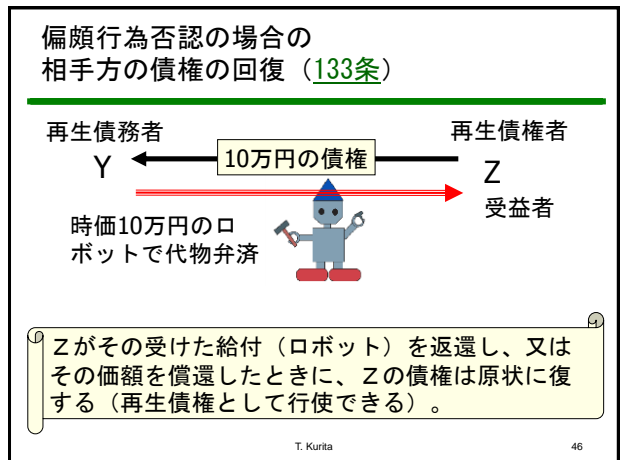 偏頗行為否認の場合の
相手方の債権の回復（133条）
再生債務者
再生債権者
Y
10万円の債権
Z
受益者
時価10万円のロ
ボットで代物弁済
Ｚがその受けた給付（ロボット）を返還し、又は
その価額を償還したときに、Ｚの債権は原状に復
する（再生債権として行使できる）。
T. Kurita
46